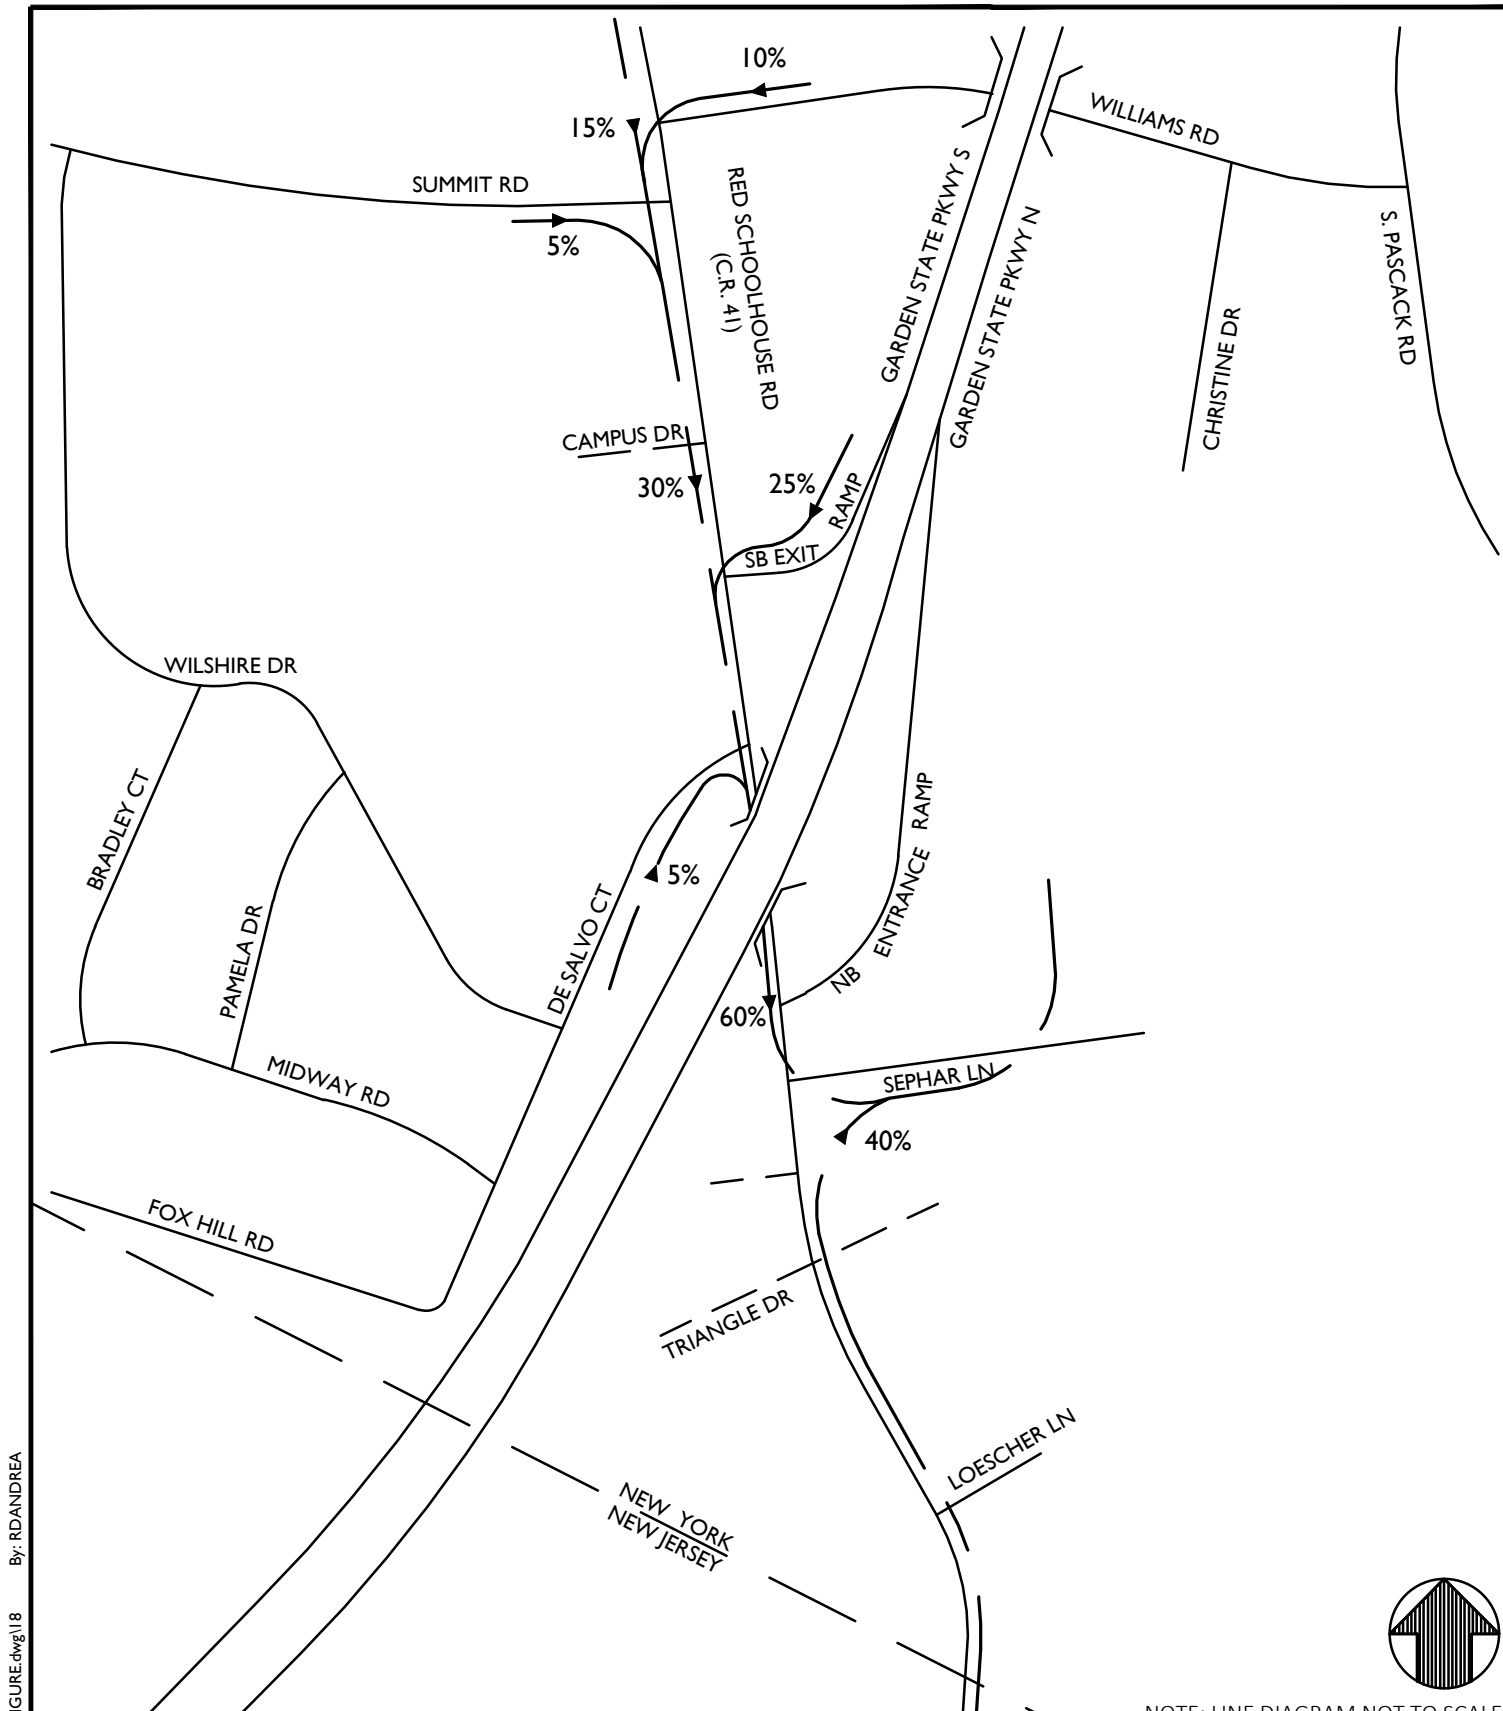 10%
15%
WILLIAMS RD
SUMMIT RD
5%
RED SCHOOLHOUSE RD
(C.R. 41)
GARDEN STATE PKWY S
GARDEN STATE PKWY N
S. PASCACK RD
CHRISTINE DR
CAMPUS DR
30%
25%
SB EXIT RAMP
WILSHIRE DR
BRADLEY CT
PAMELA DR
5%
DE SALVO CT
NB ENTRANCE RAMP
60%
MIDWAY RD
SEPHAR LN
40%
FOX HILL RD
TRIANGLE DR
LOESCHER LN
NEW YORK
NEW JERSEY
By: RDANDREA
IGURE.dwg\18
NOTE: LINE DIAGRAM NOT TO SCALE